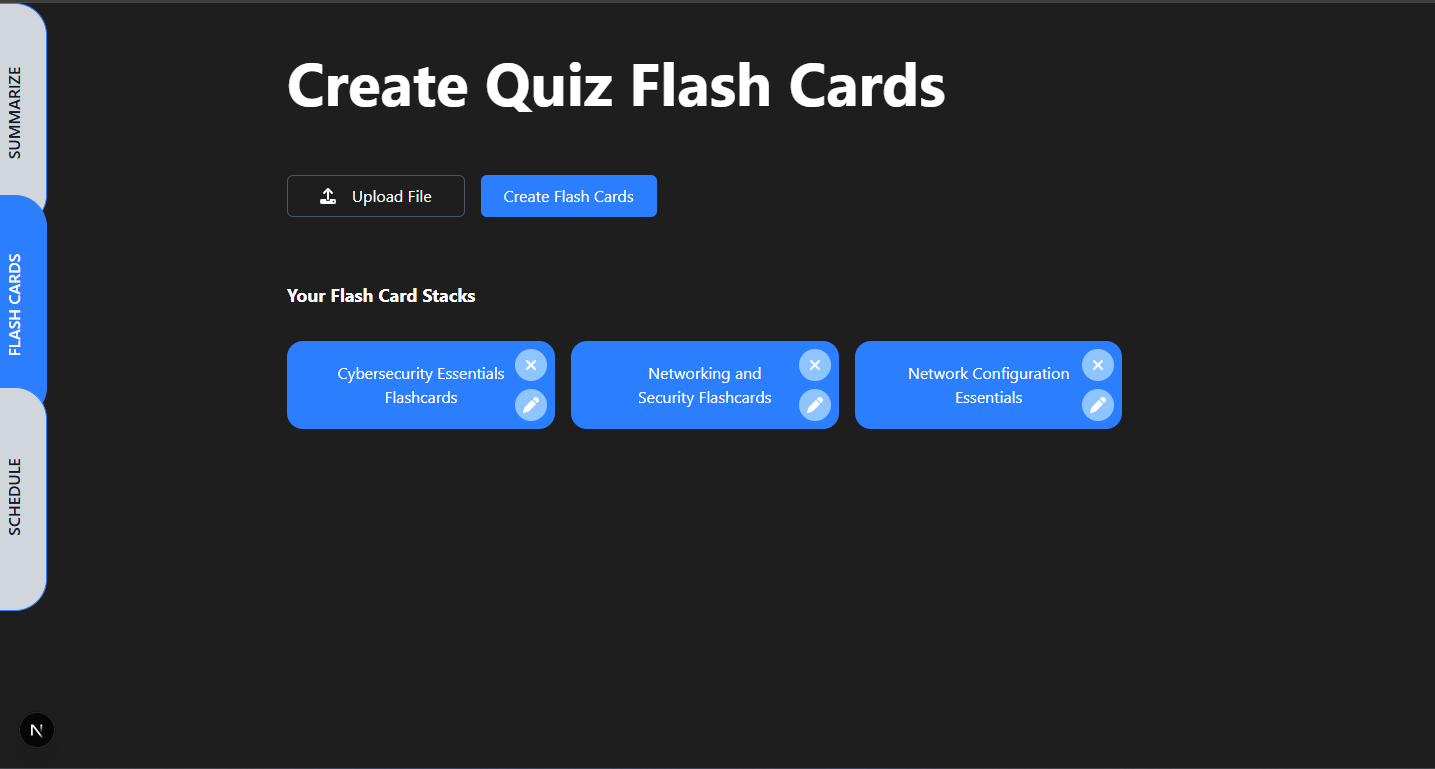 SUMMARIZE
FLASH CARDS
SCHEDULE
Create Quiz Flash Cards
Upload File
Create Flash Cards
Your Flash Card Stacks
Cybersecurity Essentials
Flashcards
Networking and
Security Flashcards
Network Configuration
Essentials
N